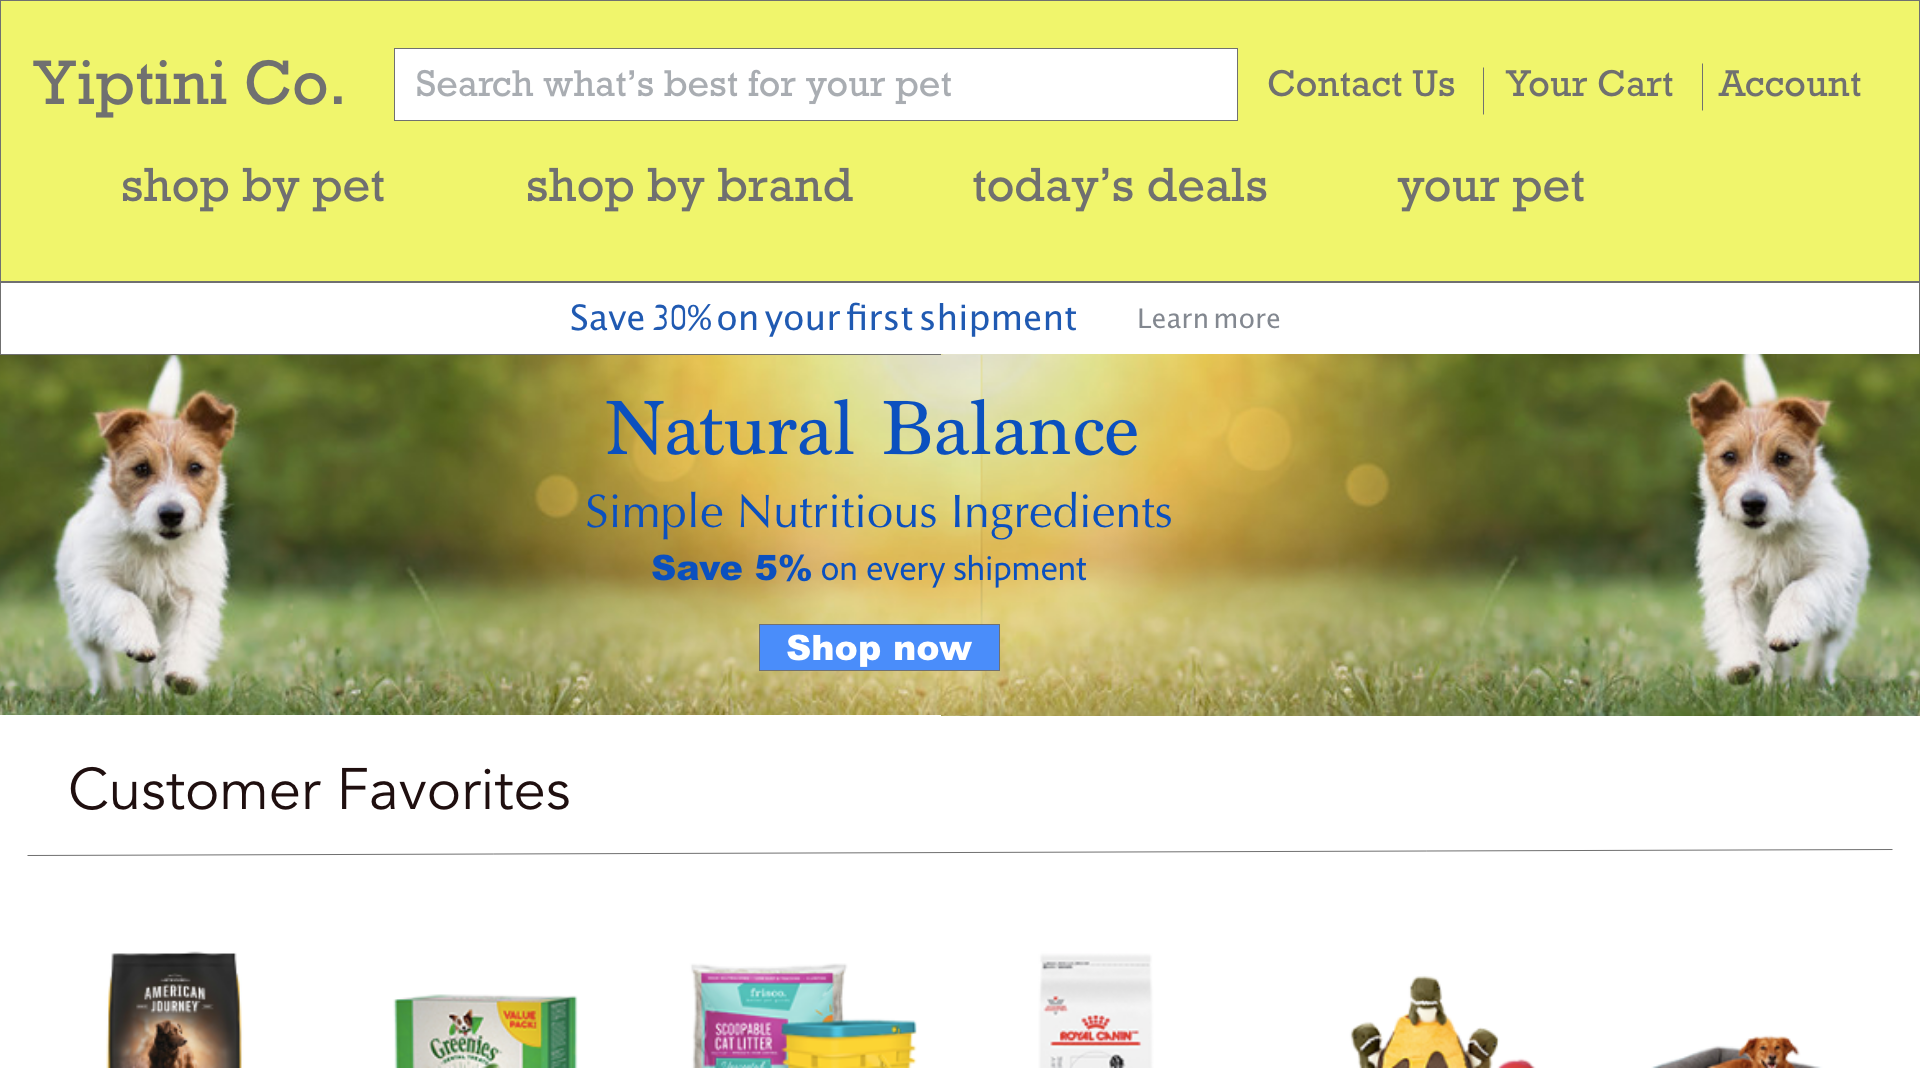 Yiptini Co.
Search what's best for your pet
Contact Us
Your Cart
Account
shop by pet
shop by brand
today's deals
your pet
Save 30% on your first shipment
Learn more
Natural Balance
Simple Nutritious Ingredients
Save 5% on every shipment
Shop now
Customer Favorites
AMERICAN
JOURNEY
VALUE
PACK!
Greenies
DENTAL TREATS
frisco.
SCOOPABLE
CAT LITTER
ROYAL CANIN